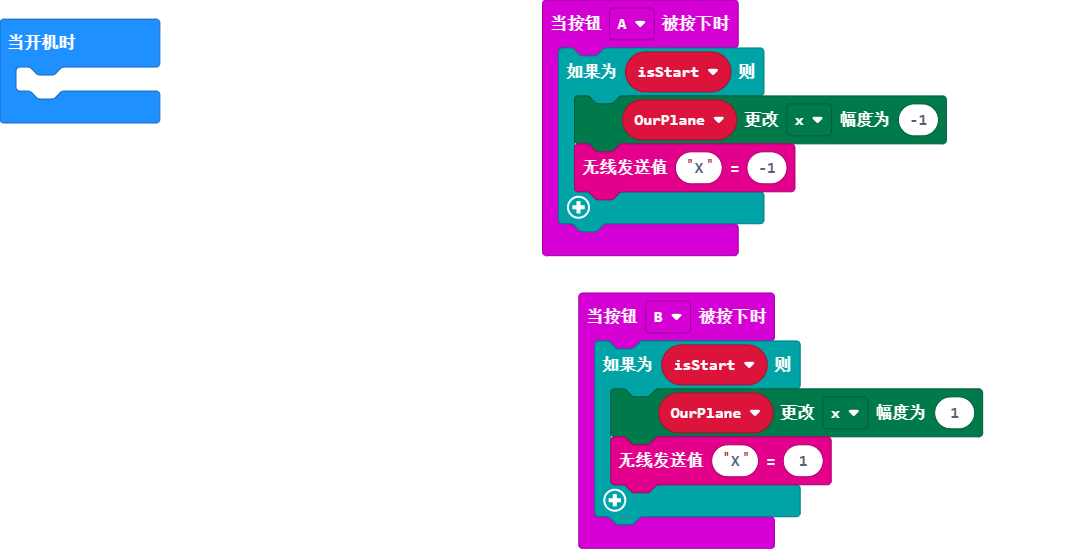 当开机时
当按钮 A 被按下时
如果为 isStart 则
OurPlane 更改 x 幅度为 -1
无线发送值 "X" = -1
当按钮 B 被按下时
如果为 isStart 则
OurPlane 更改 x 幅度为 1
无线发送值 "X" = 1